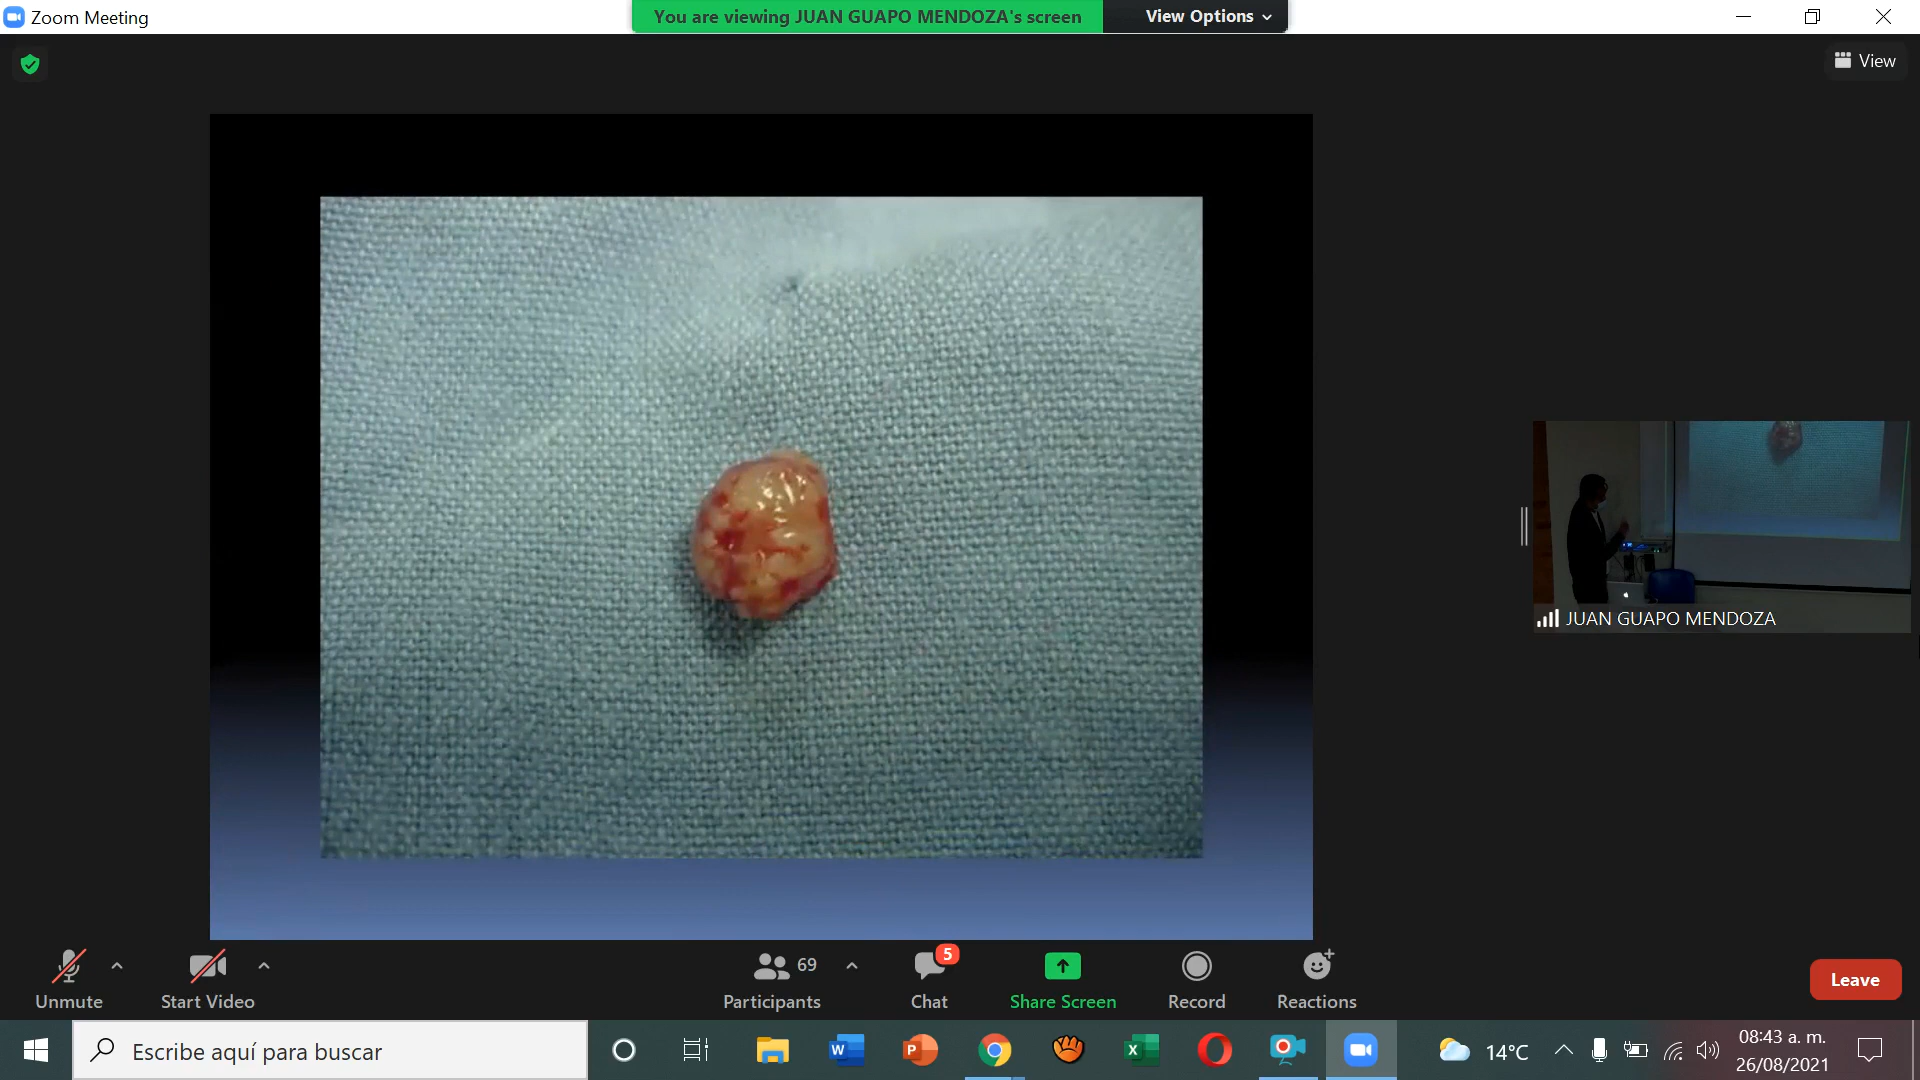 Zoom Meeting
You are viewing JUAN GUAPO MENDOZA's screen
View Options
View
JUAN GUAPO MENDOZA
Unmute
Start Video
69
Participants
5
Chat
Share Screen
Record
Reactions
Leave
Escribe aquí para buscar
14°C
08:43 a. m.
26/08/2021